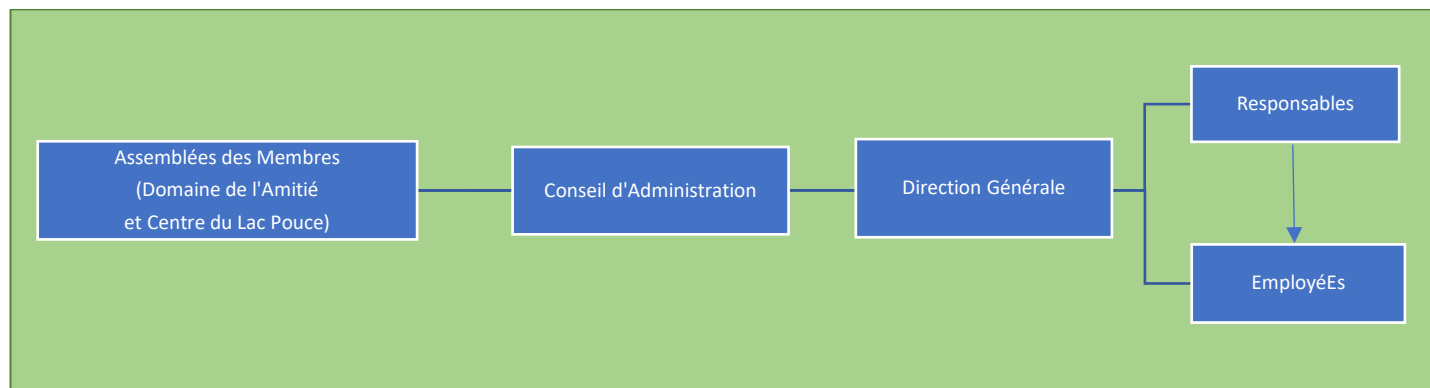 Assemblées des Membres
(Domaine de l'Amitié
et Centre du Lac Pouce)
Conseil d'Administration
Direction Générale
Responsables
EmployéEs